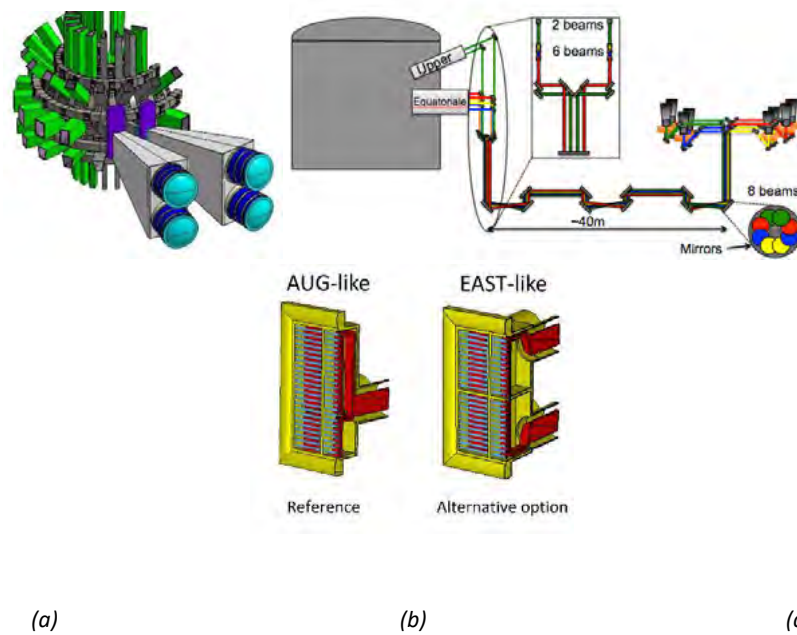 2 beams
6 beams
Upper
Equatoriale
8 beams
~40m
Mirrors
AUG-like EAST-like
Reference Alternative option
(a) (b)